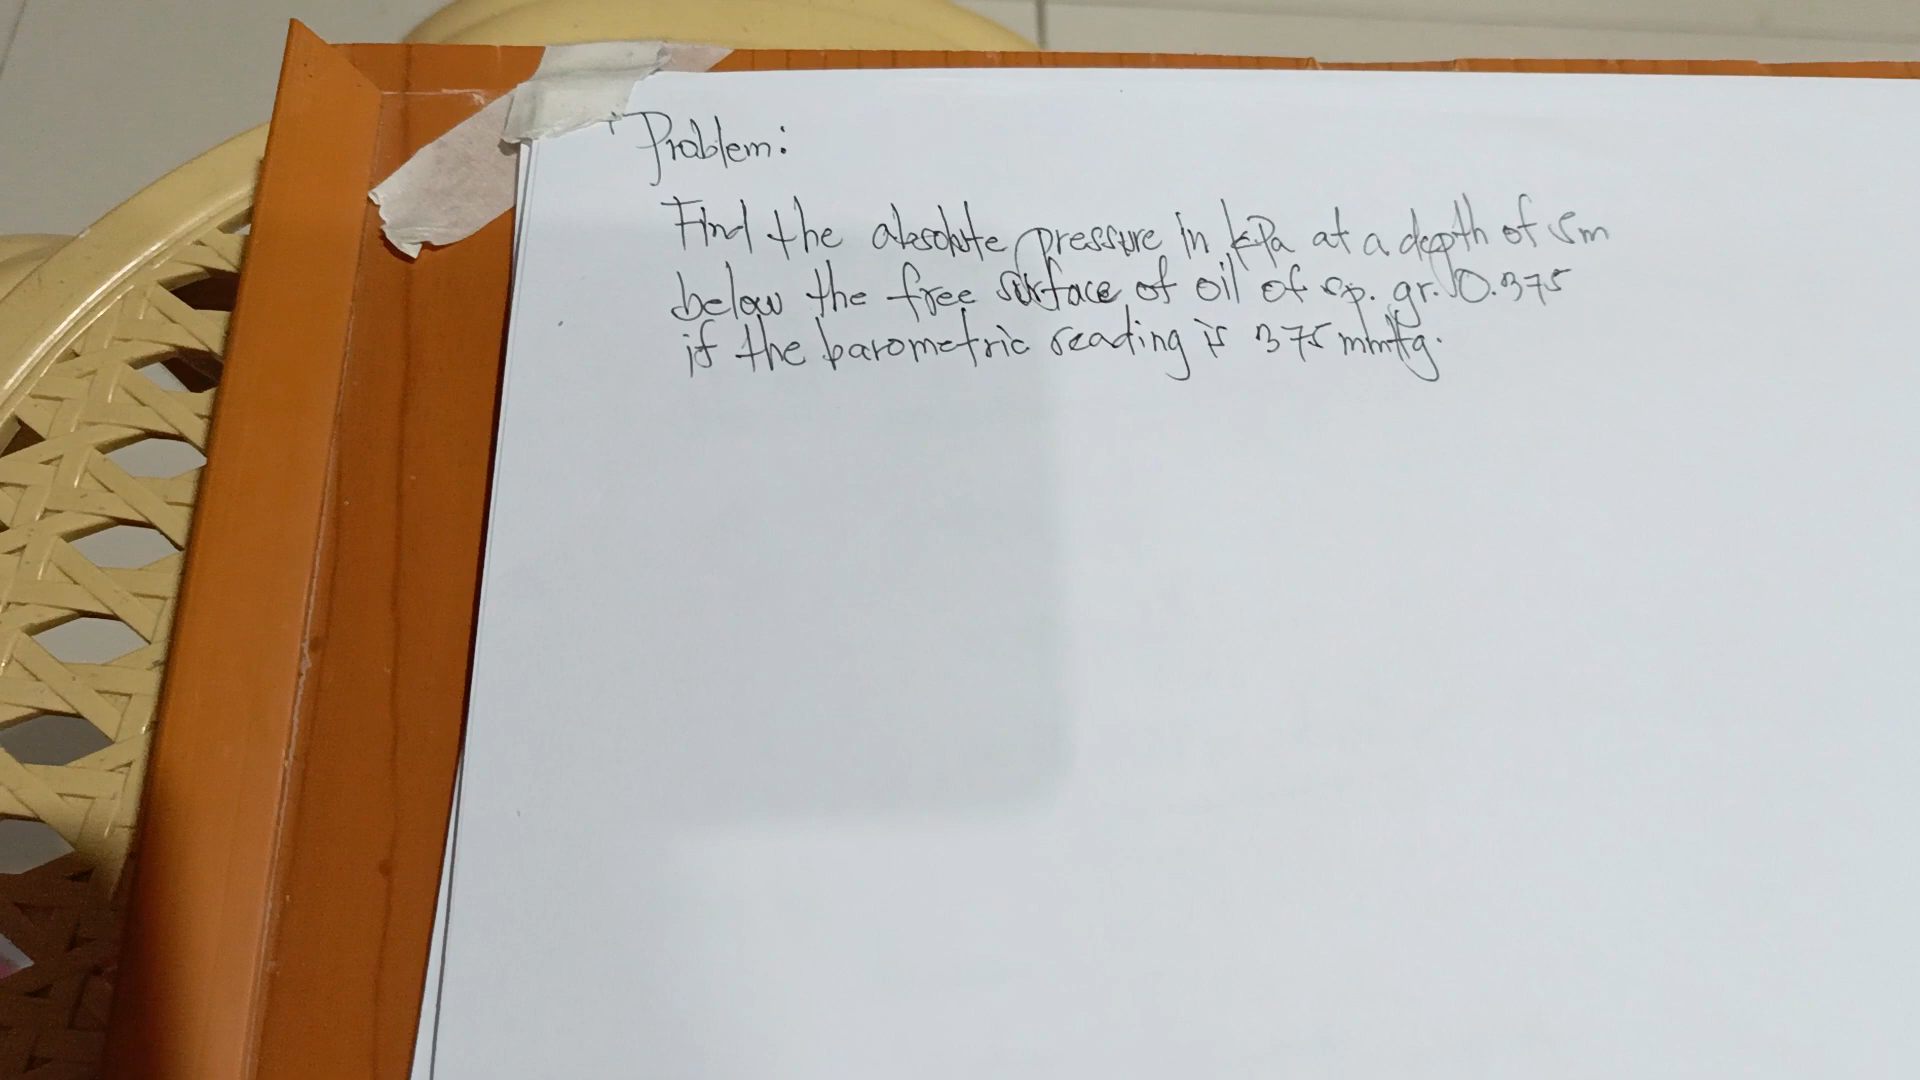 Problem:
Find the absolute pressure in kPa at a depth of 5m
below the free surface of oil of sp. gr. 0.375
if the barometric reading is 375 mmHg.